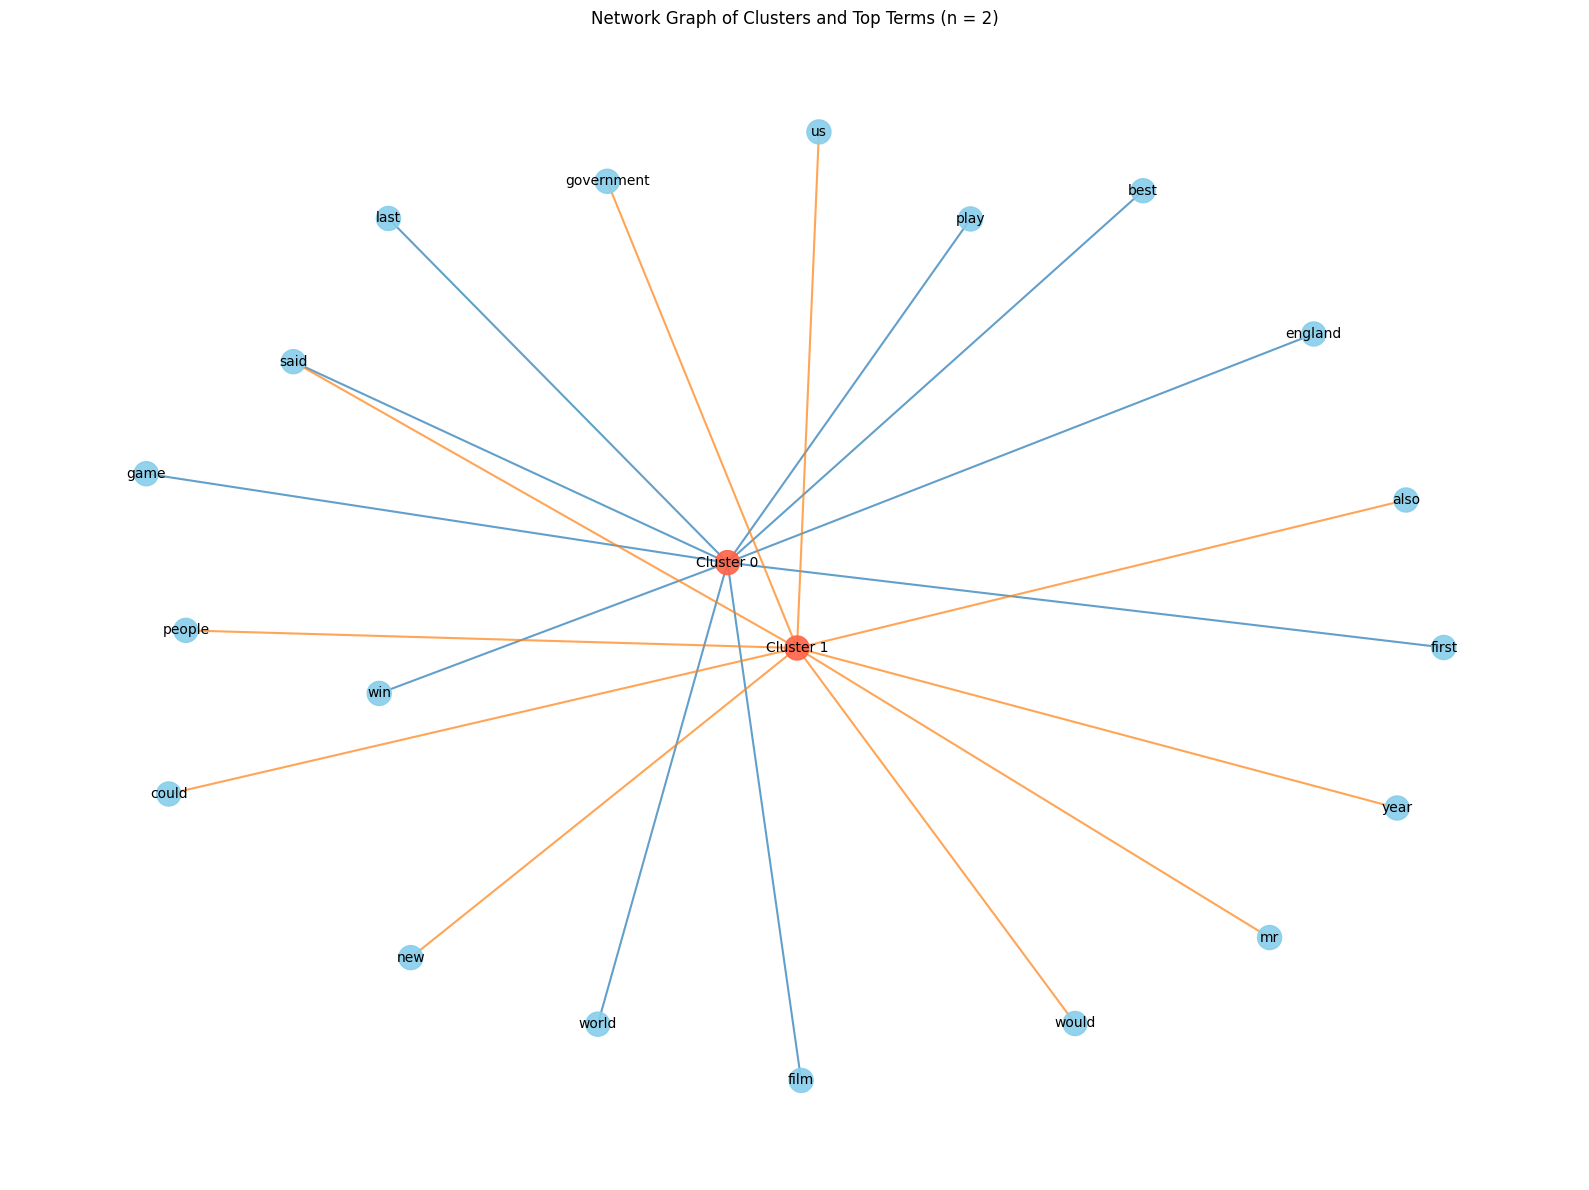 Network Graph of Clusters and Top Terms (n = 2)
us
government
best
last
play
england
said
game
also
Cluster 0
people
Cluster 1
first
win
could
year
mr
new
world
would
film